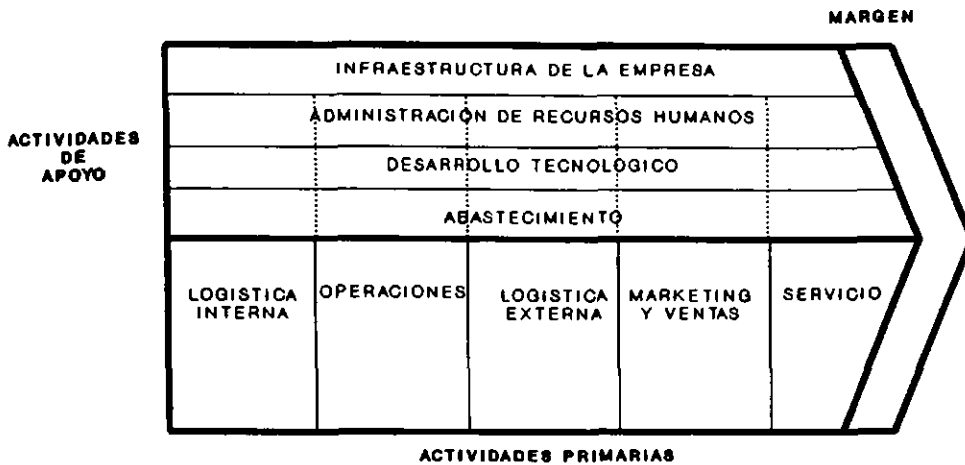 MARGEN
INFRAESTRUCTURA DE LA EMPRESA
ADMINISTRACIÓN DE RECURSOS HUMANOS
ACTIVIDADES
DE
APOYO
DESARROLLO TECNOLOGICO
ABASTECIMIENTO
LOGISTICA
INTERNA
OPERACIONES
LOGISTICA
EXTERNA
MARKETING
Y VENTAS
SERVICIO
ACTIVIDADES PRIMARIAS